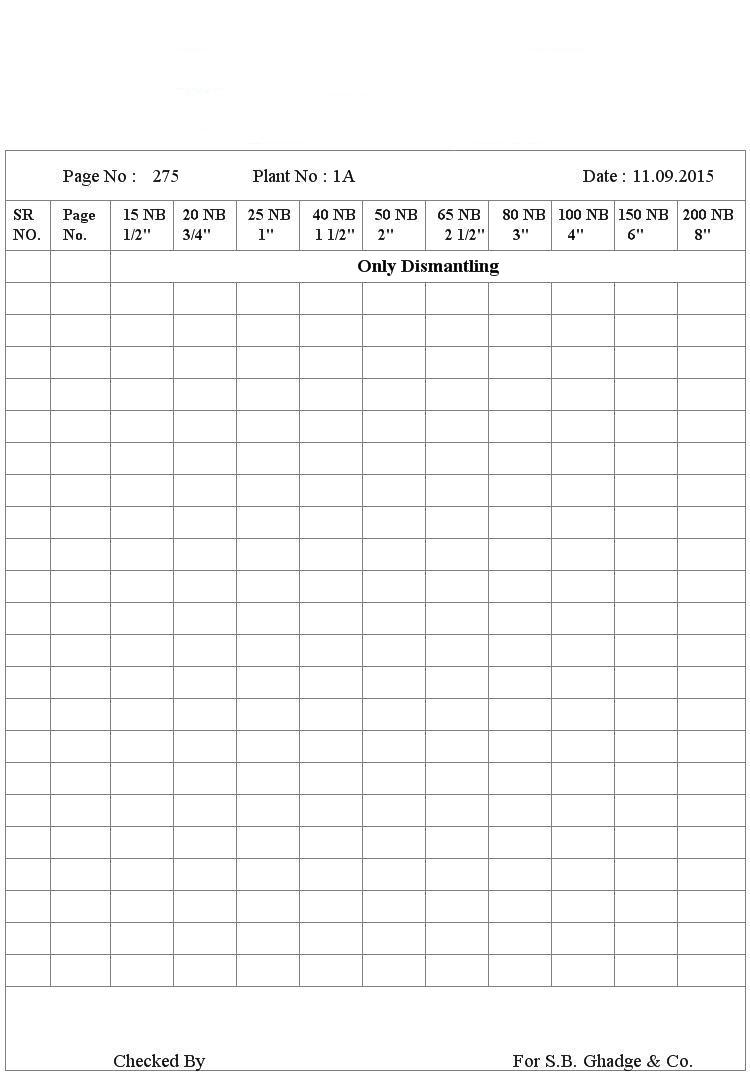 Page No : 275 Plant No : 1A Date : 11.09.2015
SR Page 15 NB 20 NB 25 NB 40 NB 50 NB 65 NB 80 NB 100 NB 150 NB 200 NB
NO. No. 1/2" 3/4" 1" 1 1/2" 2" 2 1/2" 3" 4" 6" 8"
Only Dismantling
Checked By For S.B. Ghadge & Co.